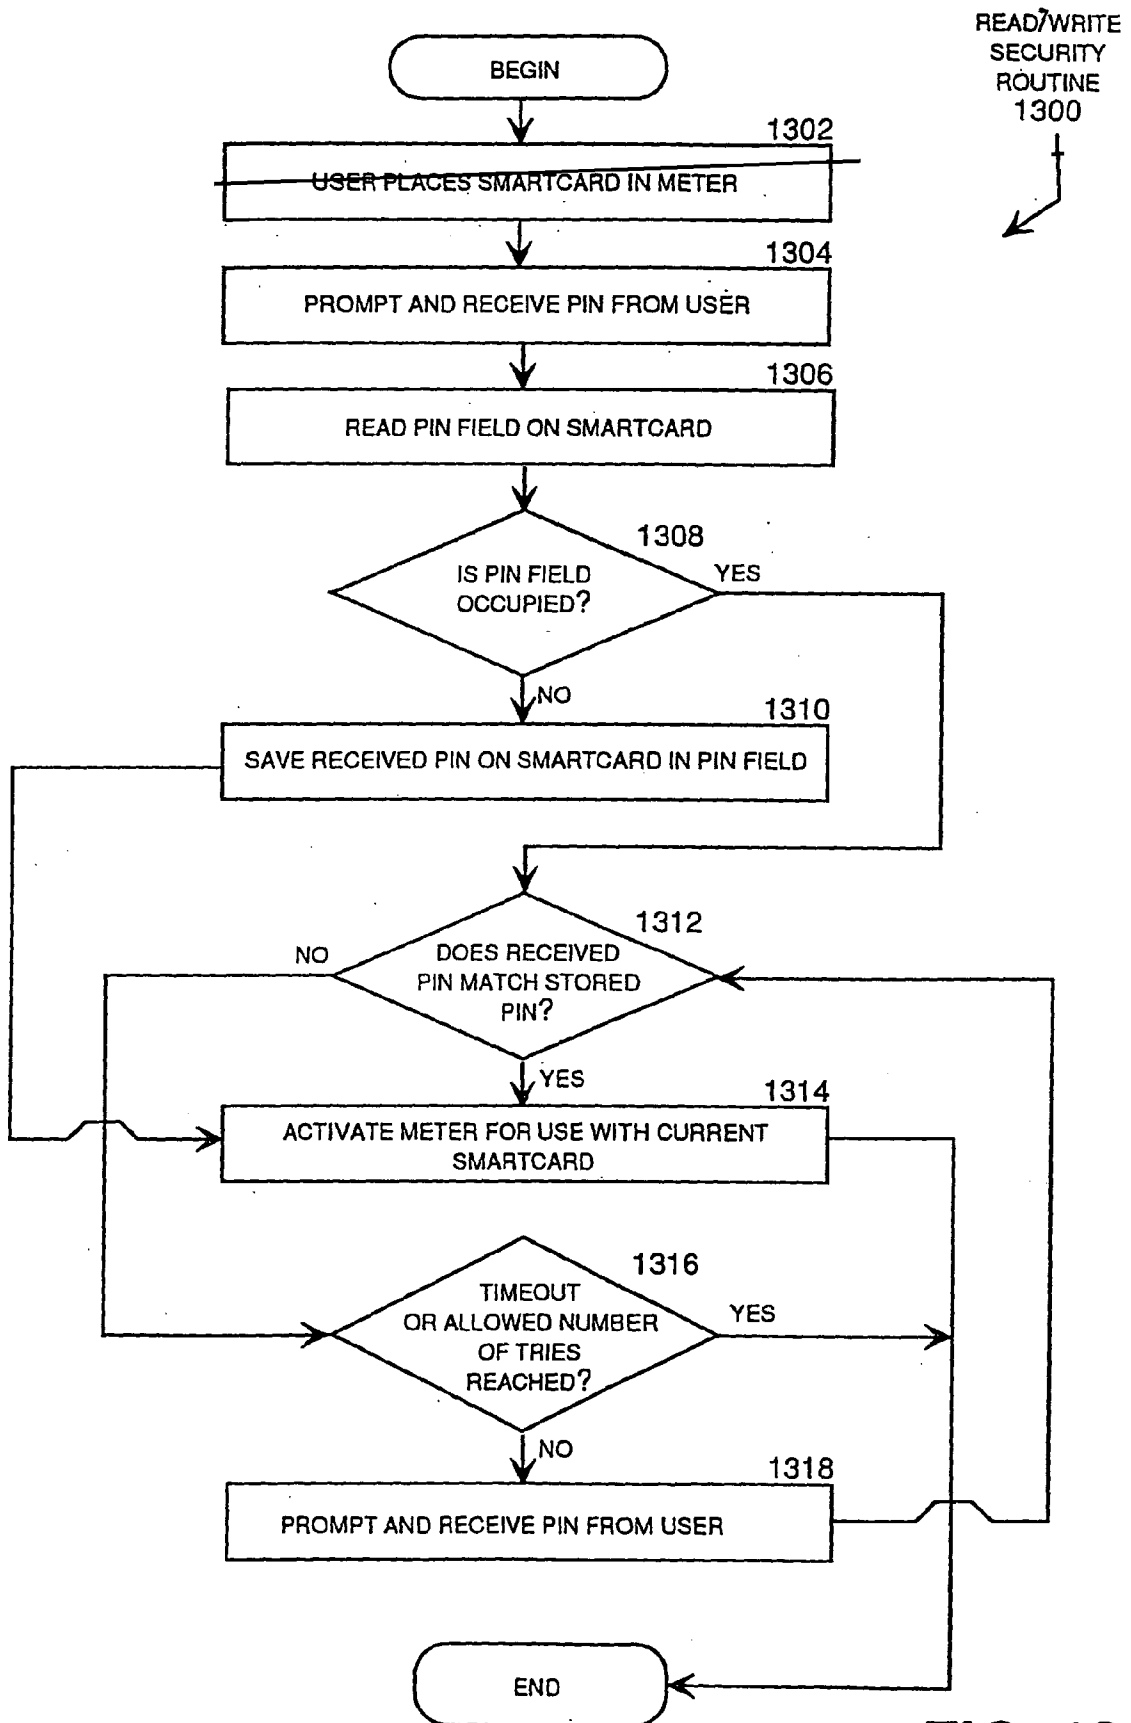 READ/WRITE
SECURITY
ROUTINE
1300
BEGIN
1302
USER PLACES SMARTCARD IN METER
1304
PROMPT AND RECEIVE PIN FROM USER
1306
READ PIN FIELD ON SMARTCARD
1308
IS PIN FIELD
OCCUPIED?
YES
NO
1310
SAVE RECEIVED PIN ON SMARTCARD IN PIN FIELD
1312
NO
DOES RECEIVED
PIN MATCH STORED
PIN?
YES
1314
ACTIVATE METER FOR USE WITH CURRENT
SMARTCARD
1316
TIMEOUT
OR ALLOWED NUMBER
OF TRIES
REACHED?
YES
NO
1318
PROMPT AND RECEIVE PIN FROM USER
END